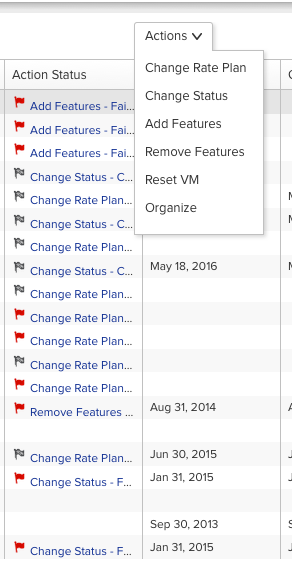 Actions
Change Rate Plan
Change Status
Add Features
Remove Features
Reset VM
Organize
Action Status
Add Features - Fai...
Add Features - Fai...
Add Features - Fai...
Change Status - C...
Change Rate Plan...
Change Status - C...
Change Rate Plan...
Change Status - C... May 18, 2016
Change Rate Plan...
Change Rate Plan...
Change Rate Plan...
Change Rate Plan...
Change Rate Plan...
Remove Features ... Aug 31, 2014
Change Rate Plan... Jun 30, 2015
Change Status - F... Jan 31, 2015
Sep 30, 2013
Change Status - F... Jan 31, 2015